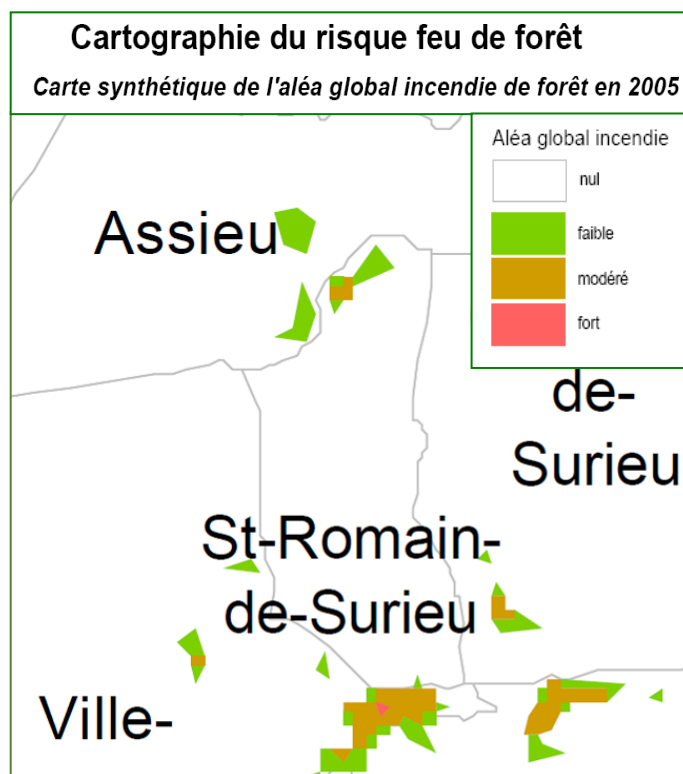 Cartographie du risque feu de forêt
Carte synthétique de l'aléa global incendie de forêt en 2005
Aléa global incendie
nul
faible
modéré
fort
Assieu
de-
Surieu
St-Romain-
de-Surieu
Ville-